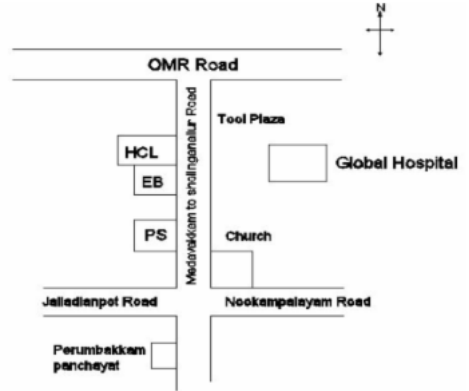 N
OMR Road
Medavakkam to sholinganallur Road
Tool Plaza
HCL
Global Hospital
EB
PS
Church
Jalladianpet Road
Nookampalayam Road
Perumbakkam
panchayat